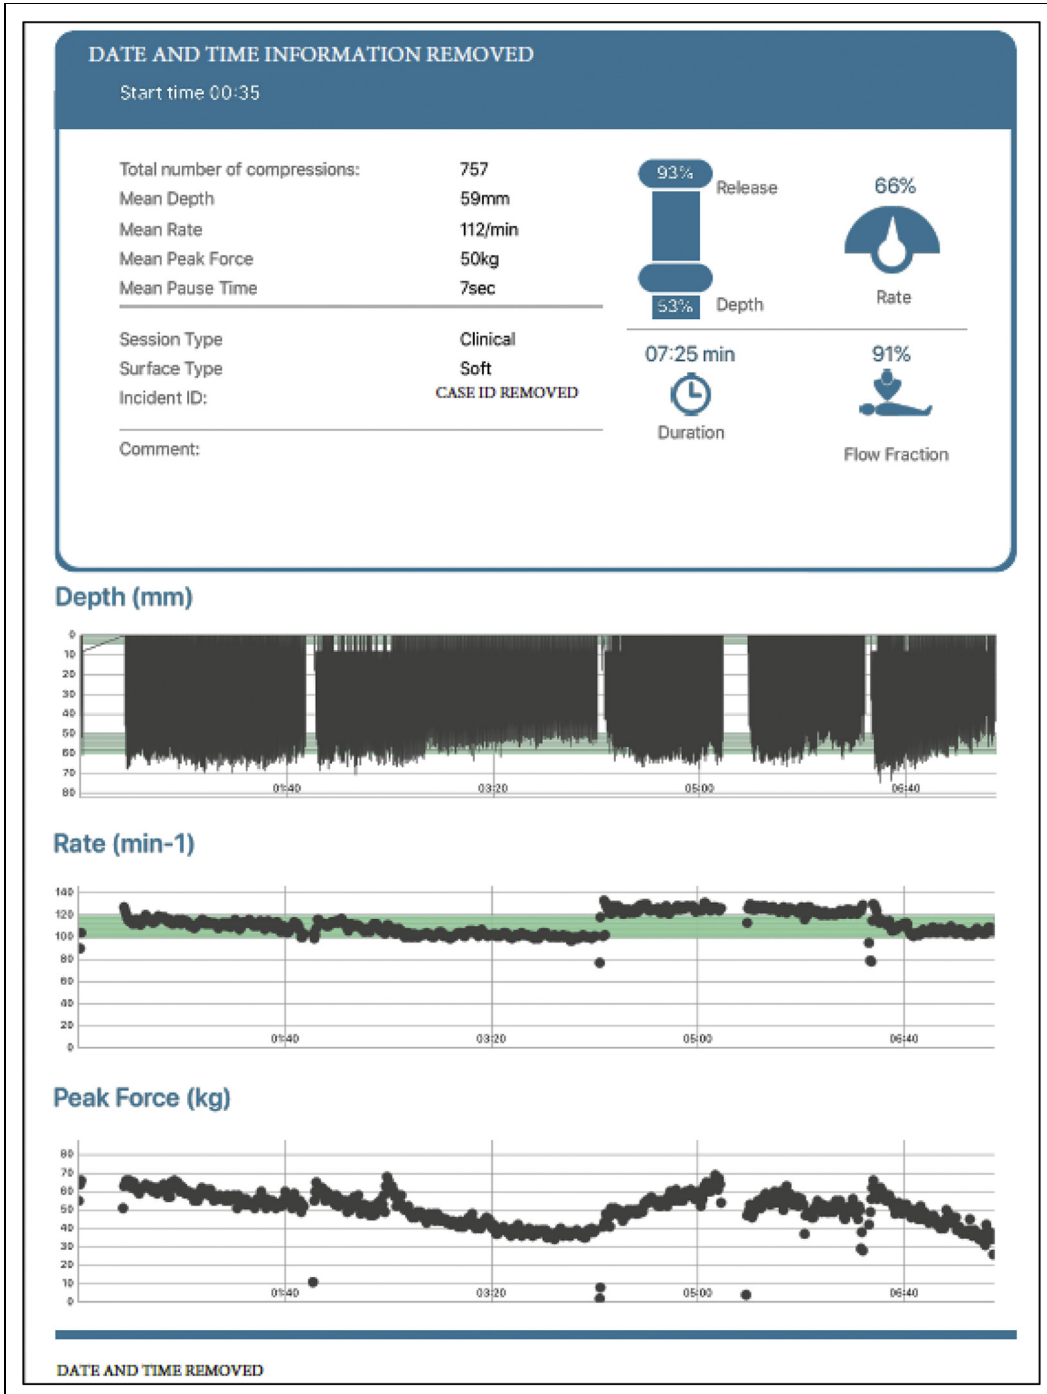 DATE AND TIME INFORMATION REMOVED
Start time 00:35
Total number of compressions: 757
Mean Depth 59mm
Mean Rate 112/min
Mean Peak Force 50kg
Mean Pause Time 7sec
Session Type Clinical
Surface Type Soft
Incident ID: CASE ID REMOVED
Comment:
93%
Release
53%
Depth
66%
Rate
07:25 min
Duration
91%
Flow Fraction
Depth (mm)
0
10
20
30
40
50
60
70
80
01:40 03:20 05:00 06:40
Rate (min-1)
140
120
100
80
60
40
20
0
01:40 03:20 05:00 06:40
Peak Force (kg)
80
70
60
50
40
30
20
10
0
01:40 03:20 05:00 06:40
DATE AND TIME REMOVED